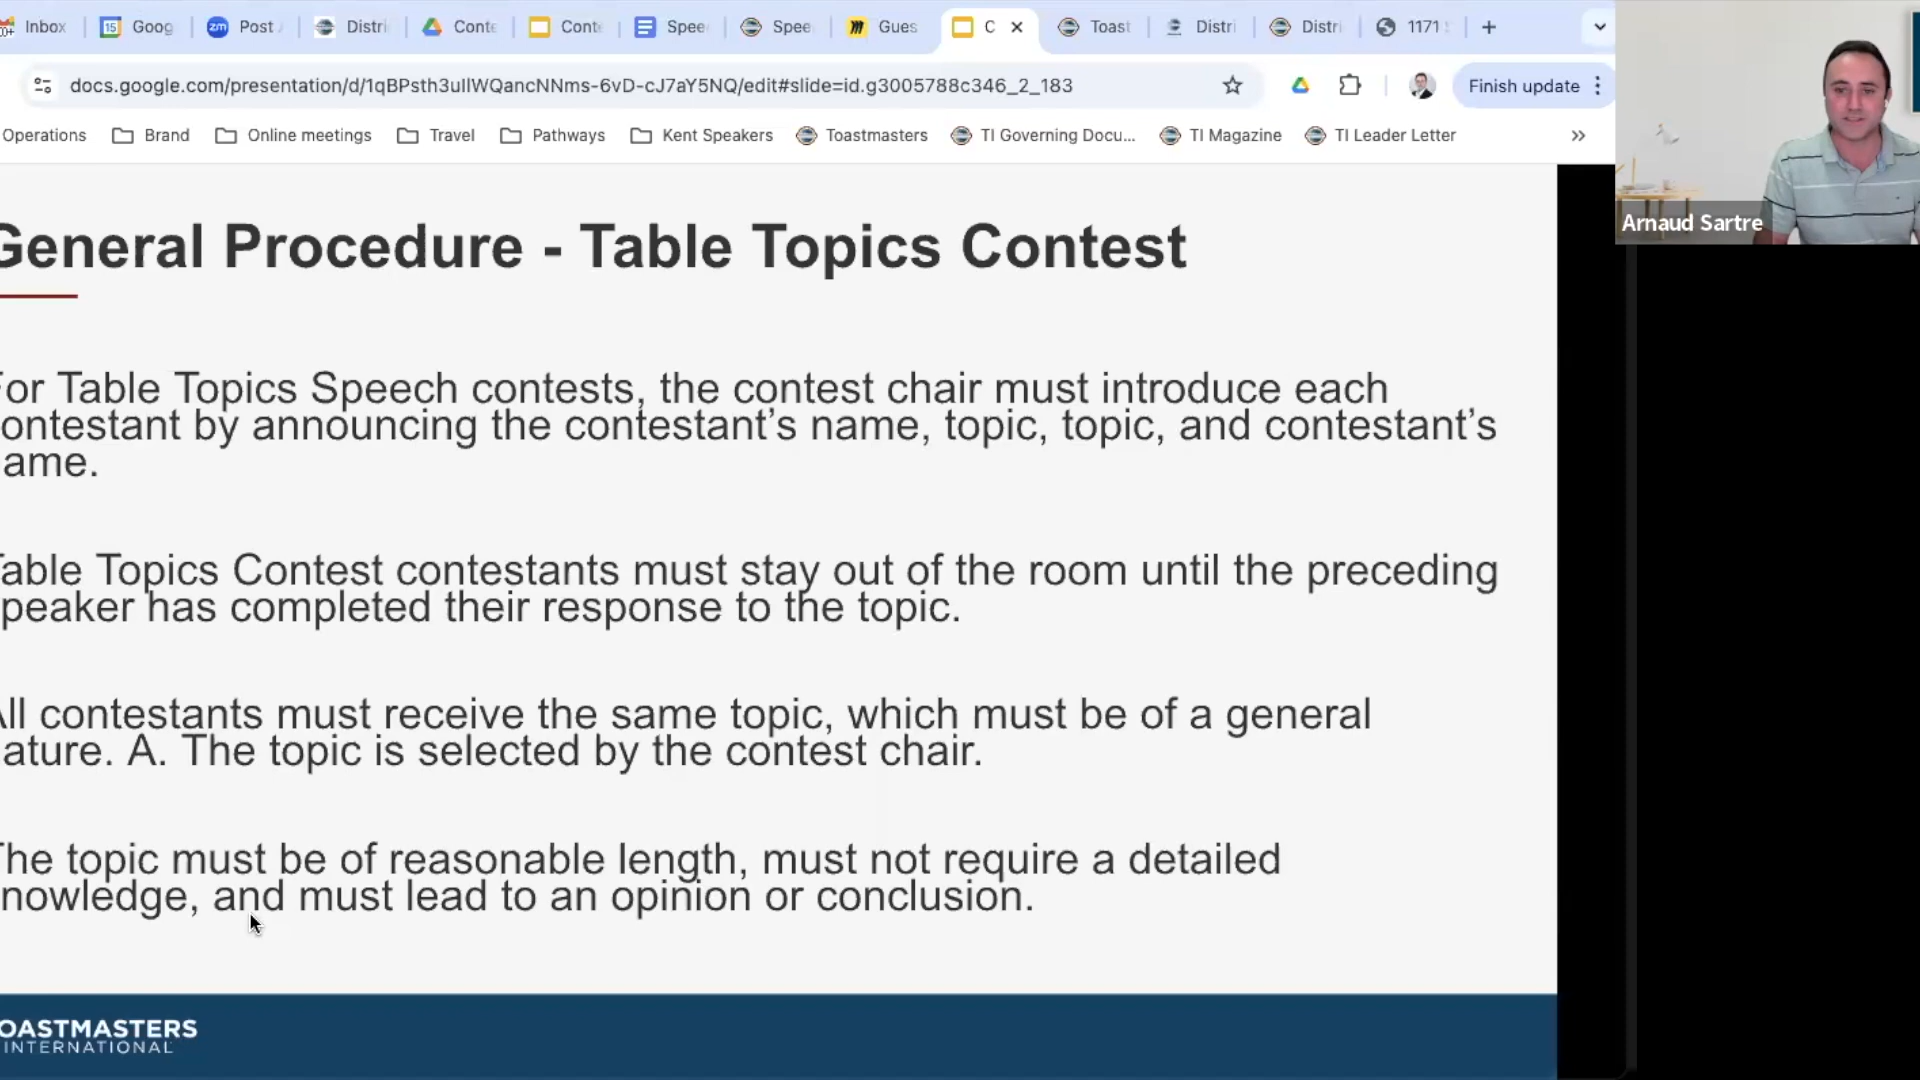 Inbox Goog Post Distri Conte Conte Spee Spee Gues C Toast Distri Distri 1171
docs.google.com/presentation/d/1qBPsth3uIlWQancNNms-6vD-cJ7aY5NQ/edit#slide=id.g3005788c346_2_183 Finish update
Operations Brand Online meetings Travel Pathways Kent Speakers Toastmasters TI Governing Docu... TI Magazine TI Leader Letter
Arnaud Sartre
General Procedure - Table Topics Contest
For Table Topics Speech contests, the contest chair must introduce each
ontestant by announcing the contestant’s name, topic, topic, and contestant’s
ame.
able Topics Contest contestants must stay out of the room until the preceding
peaker has completed their response to the topic.
All contestants must receive the same topic, which must be of a general
ature. A. The topic is selected by the contest chair.
The topic must be of reasonable length, must not require a detailed
nowledge, and must lead to an opinion or conclusion.
OASTMASTERS
INTERNATIONAL